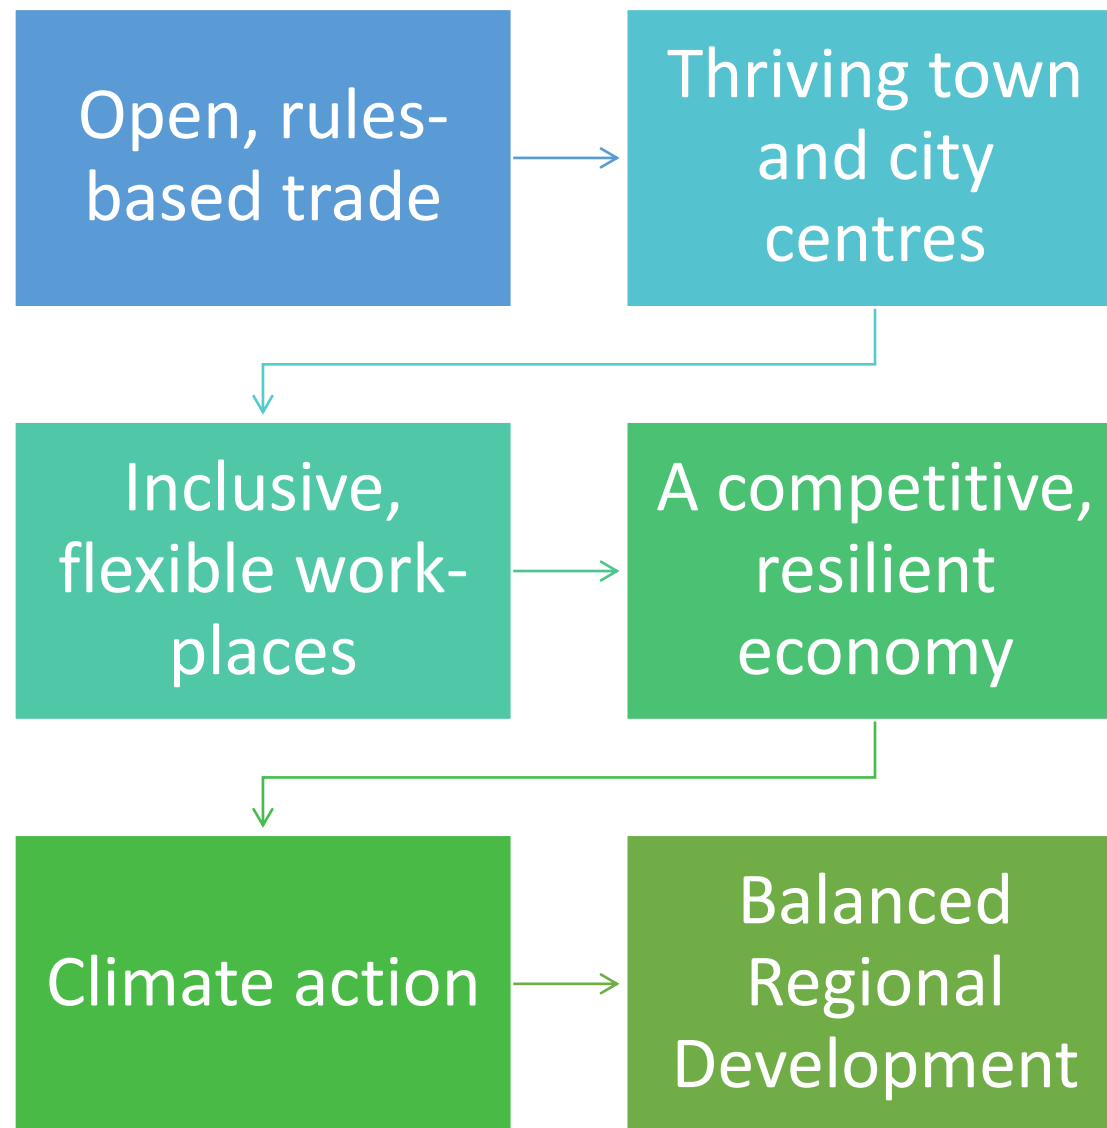 Open, rules-
based trade
Thriving town
and city
centres
Inclusive,
flexible work-
places
A competitive,
resilient
economy
Climate action
Balanced
Regional
Development